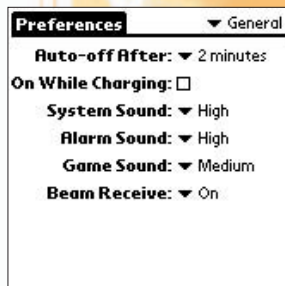 Preferences
General
Auto-off After: 2 minutes
On While Charging:
System Sound: High
Alarm Sound: High
Game Sound: Medium
Beam Receive: On